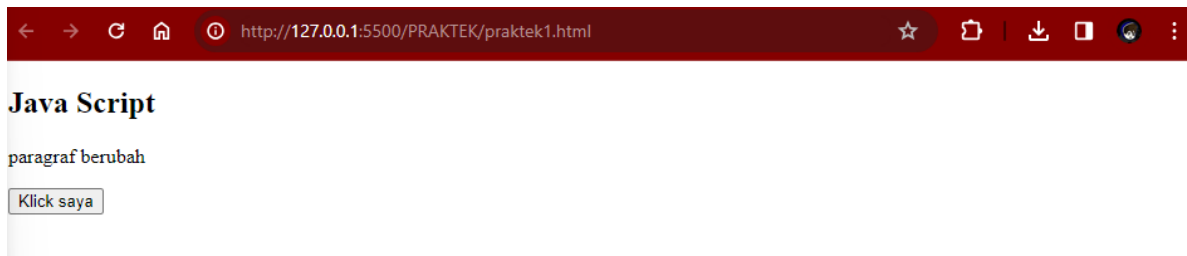 http://127.0.0.1:5500/PRAKTEK/praktek1.html
Java Script
paragraf berubah
Klick saya